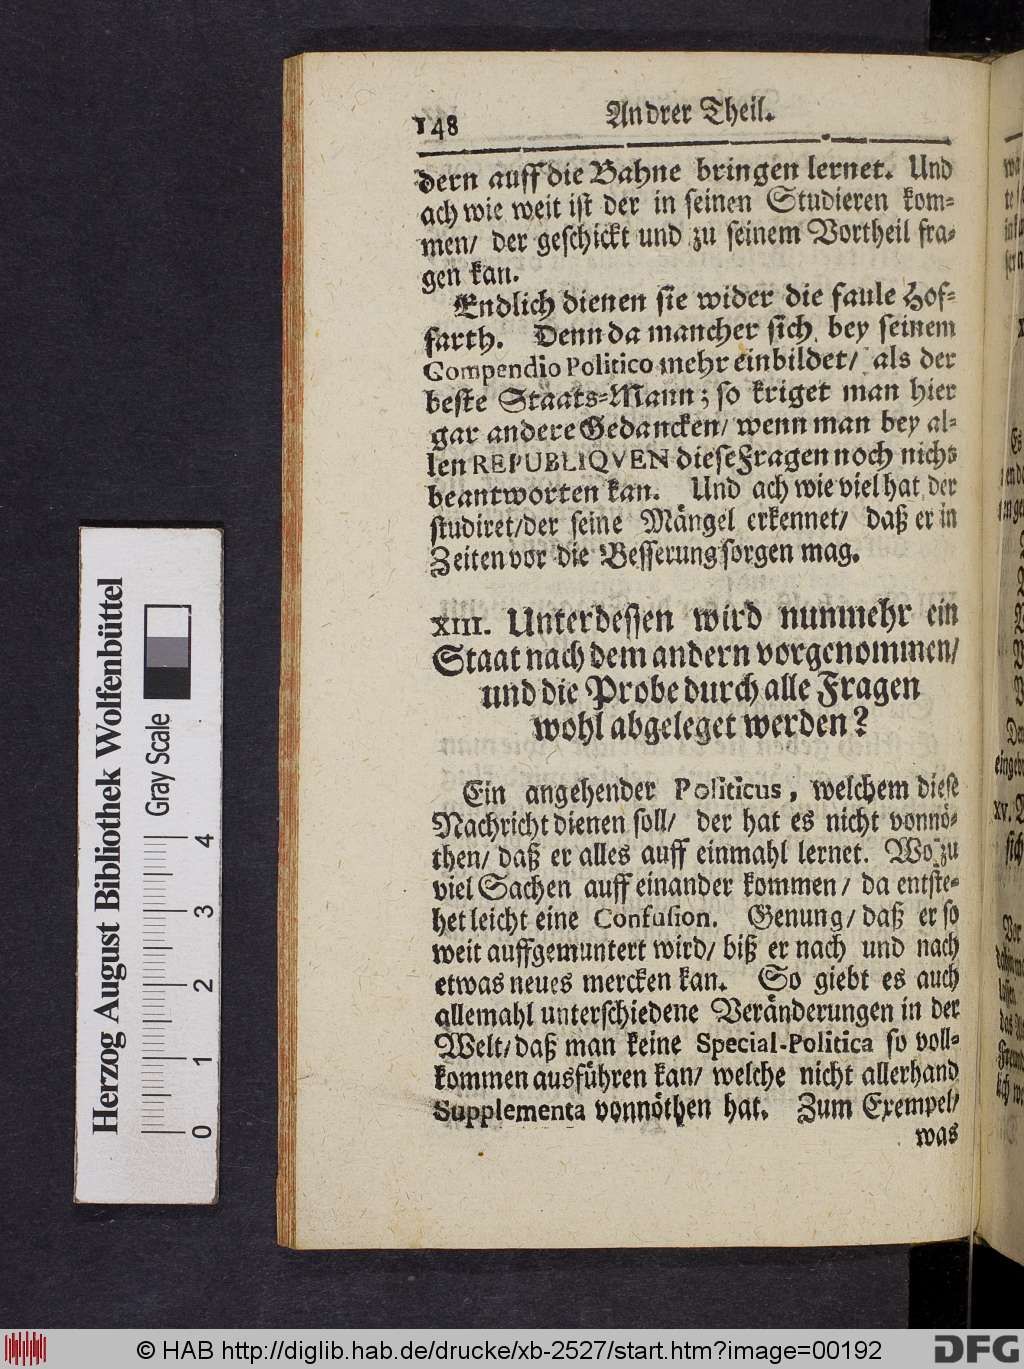 148
Andrer Theil.
dern auff die Bahne bringen lernet. Und
ach wie weit ist der in seinen Studieren kom=
men/ der geschickt und zu seinem Vortheil fra=
gen kan.
Endlich dienen sie wider die faule Hof=
farth. Denn da mancher sich bey seinem
Compendio Politico mehr einbildet/ als der
beste Staats=Mann; so krieget man hier
gar andere Gedancken/ wenn man bey al=
len REPUBLIQVEN diese Fragen noch nichs
beantworten kan. Und ach wie viel hat der
studiret/der seine Mängel erkennet/ daß er in
Zeiten vor die Besserung sorgen mag.
XIII. Unterdessen wird nunmehr ein
Staat nach dem andern vorgenommen/
und die Probe durch alle Fragen
wohl abgeleget werden?
Ein angehender Politicus, welchem diese
Nachricht dienen soll/ der hat es nicht vonnö=
then/ daß er alles auff einmahl lernet. Wo zu
viel Sachen auff einander kommen/ da entste=
het leicht eine Confusion. Genung/ daß er so
weit auffgemuntert wird/ biß er nach und nach
etwas neues mercken kan. So giebt es auch
allemahl unterschiedene Veränderungen in der
Welt/daß man keine Special-Politica so voll=
kommen ausführen kan/ welche nicht allerhand
Supplementa vonnöthen hat. Zum Exempel/
was
Herzog August Bibliothek Wolfenbüttel
Gray Scale
0 1 2 3 4
© HAB http://diglib.hab.de/drucke/xb-2527/start.htm?image=00192
DFG